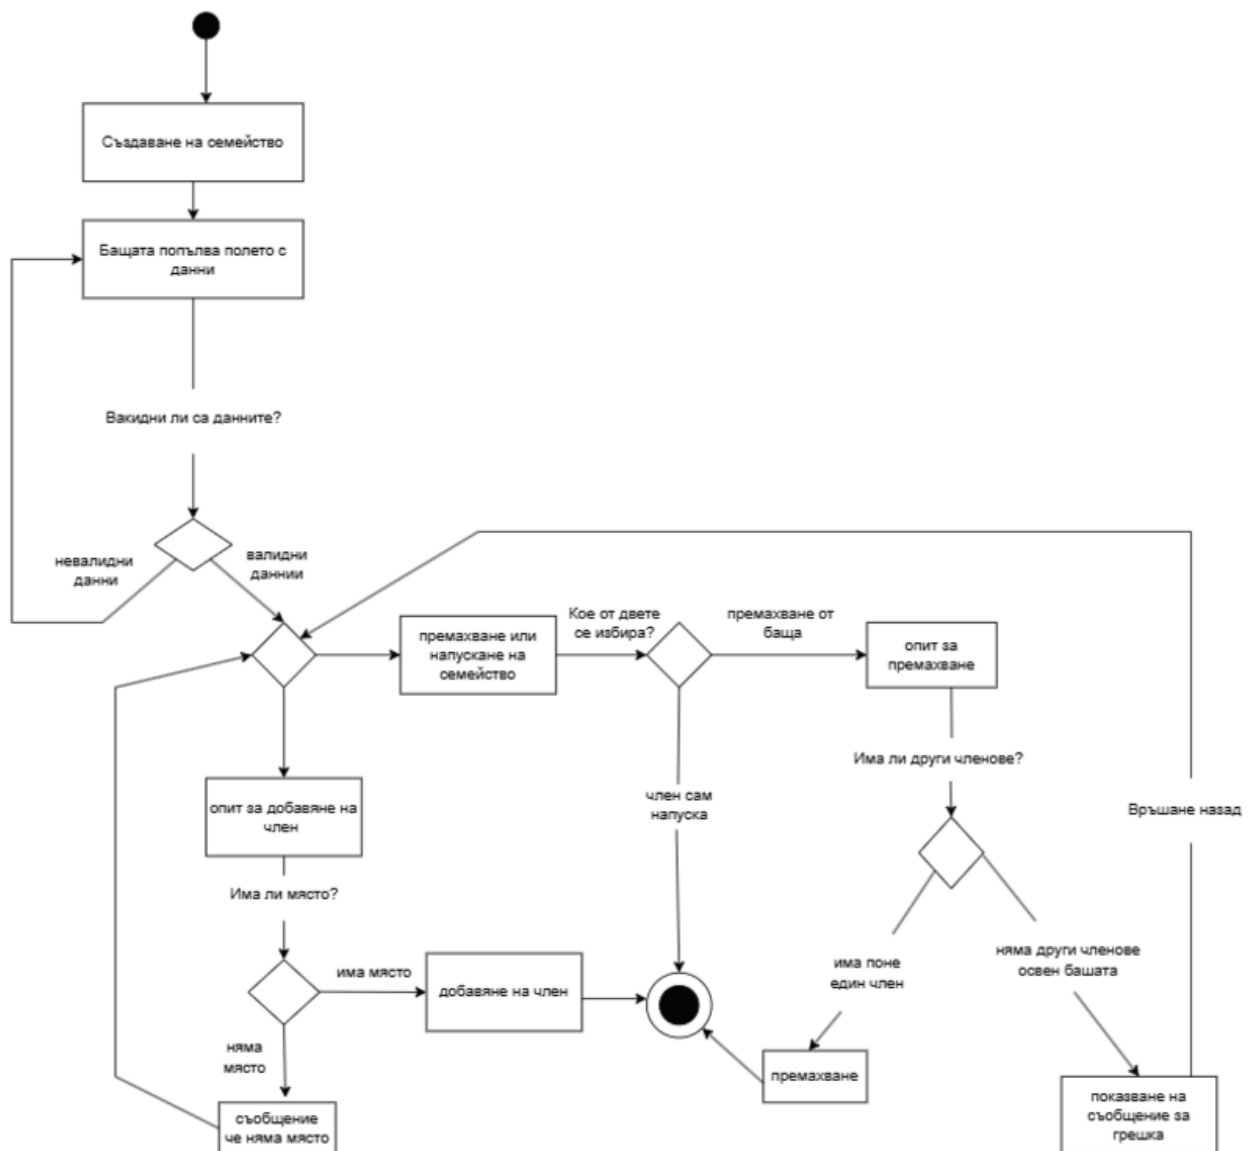 Създаване на семейство
Бащата попълва полето с
данни
Вакидни ли са данните?
невалидни
данни
валидни
даннии
премахване или
напускане на
семейство
Кое от двете
се избира?
премахване от
баща
опит за
премахване
Има ли други членове?
опит за добавяне на
член
член сам
напуска
Връшане назад
Има ли място?
има място
добавяне на член
има поне
един член
няма други членове
освен башата
няма
място
премахване
съобщение
че няма място
показване на
съобщение за
грешка